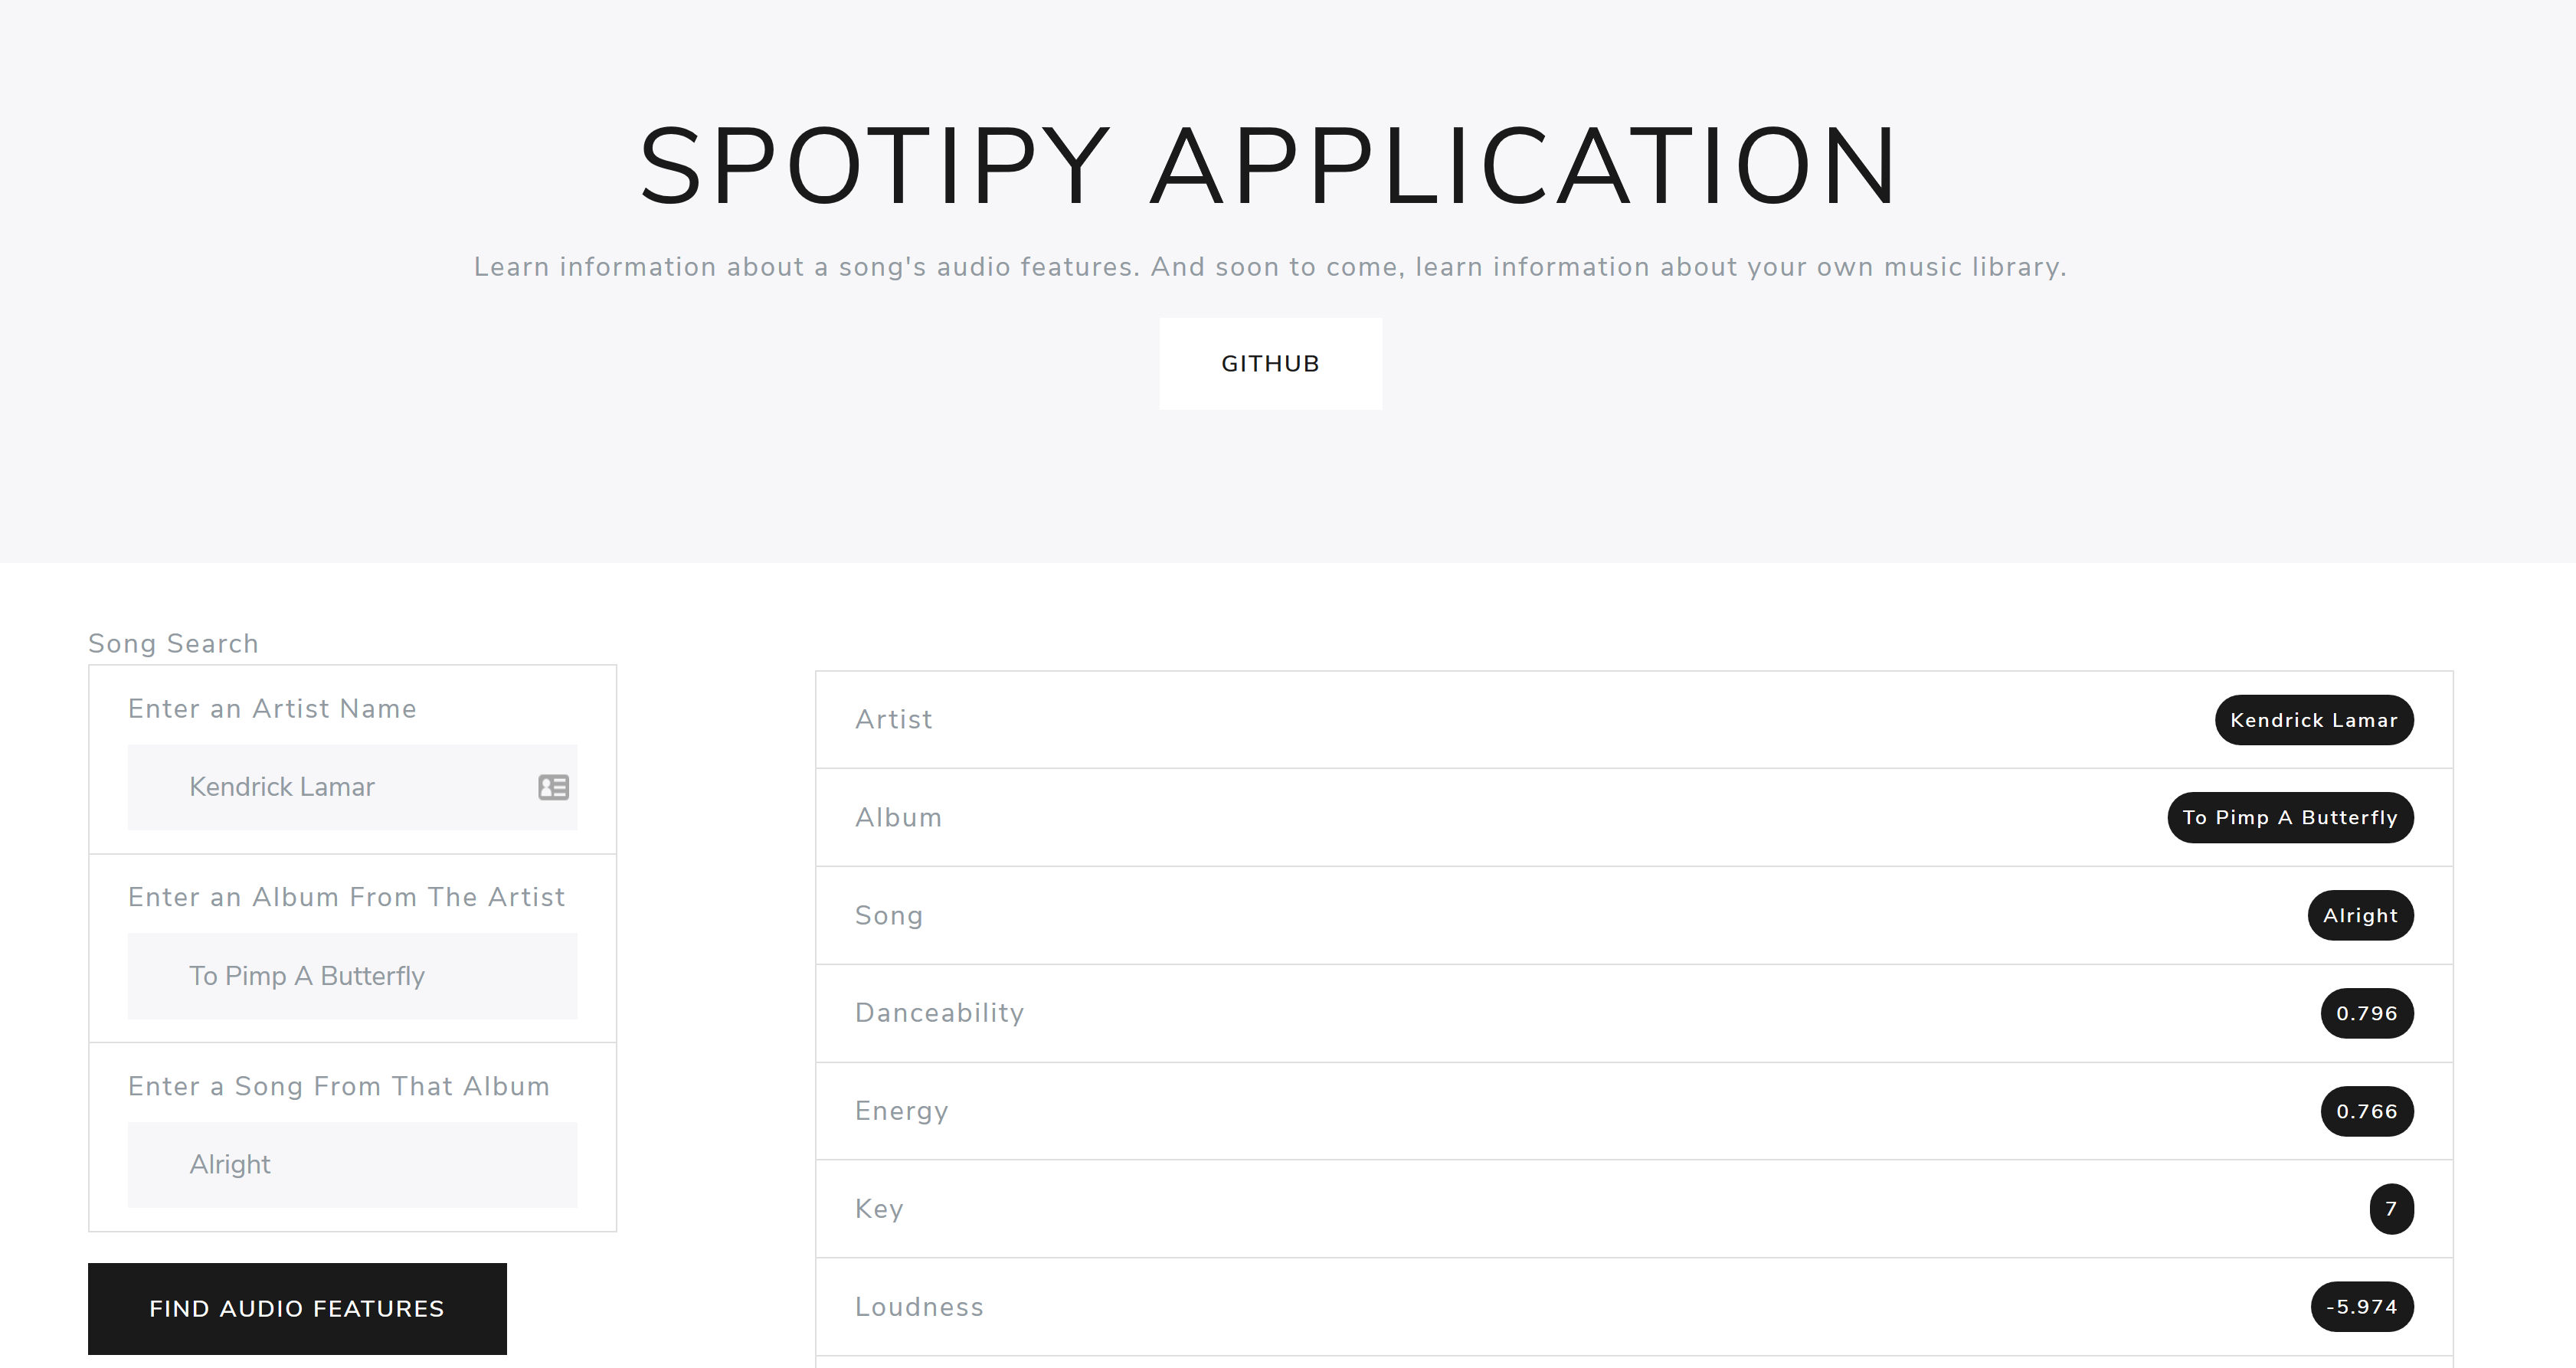 SPOTIPY APPLICATION
Learn information about a song's audio features. And soon to come, learn information about your own music library.
GITHUB
Song Search
Enter an Artist Name
Kendrick Lamar
Enter an Album From The Artist
To Pimp A Butterfly
Enter a Song From That Album
Alright
FIND AUDIO FEATURES
Artist Kendrick Lamar
Album To Pimp A Butterfly
Song Alright
Danceability 0.796
Energy 0.766
Key 7
Loudness -5.974